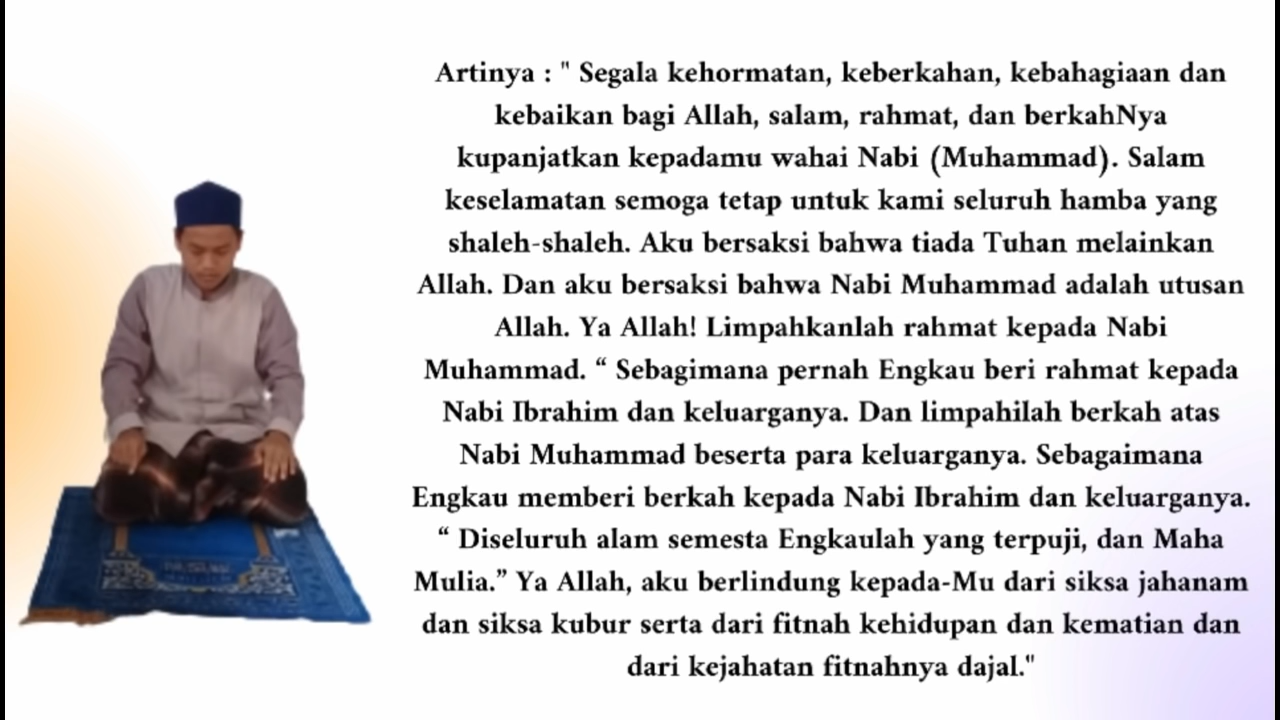 Artinya : " Segala kehormatan, keberkahan, kebahagiaan dan
kebaikan bagi Allah, salam, rahmat, dan berkahNya
kupanjatkan kepadamu wahai Nabi (Muhammad). Salam
keselamatan semoga tetap untuk kami seluruh hamba yang
shaleh-shaleh. Aku bersaksi bahwa tiada Tuhan melainkan
Allah. Dan aku bersaksi bahwa Nabi Muhammad adalah utusan
Allah. Ya Allah! Limpahkanlah rahmat kepada Nabi
Muhammad. “ Sebagimana pernah Engkau beri rahmat kepada
Nabi Ibrahim dan keluarganya. Dan limpahilah berkah atas
Nabi Muhammad beserta para keluarganya. Sebagaimana
Engkau memberi berkah kepada Nabi Ibrahim dan keluarganya.
“ Diseluruh alam semesta Engkaulah yang terpuji, dan Maha
Mulia.” Ya Allah, aku berlindung kepada-Mu dari siksa jahanam
dan siksa kubur serta dari fitnah kehidupan dan kematian dan
dari kejahatan fitnahnya dajal."